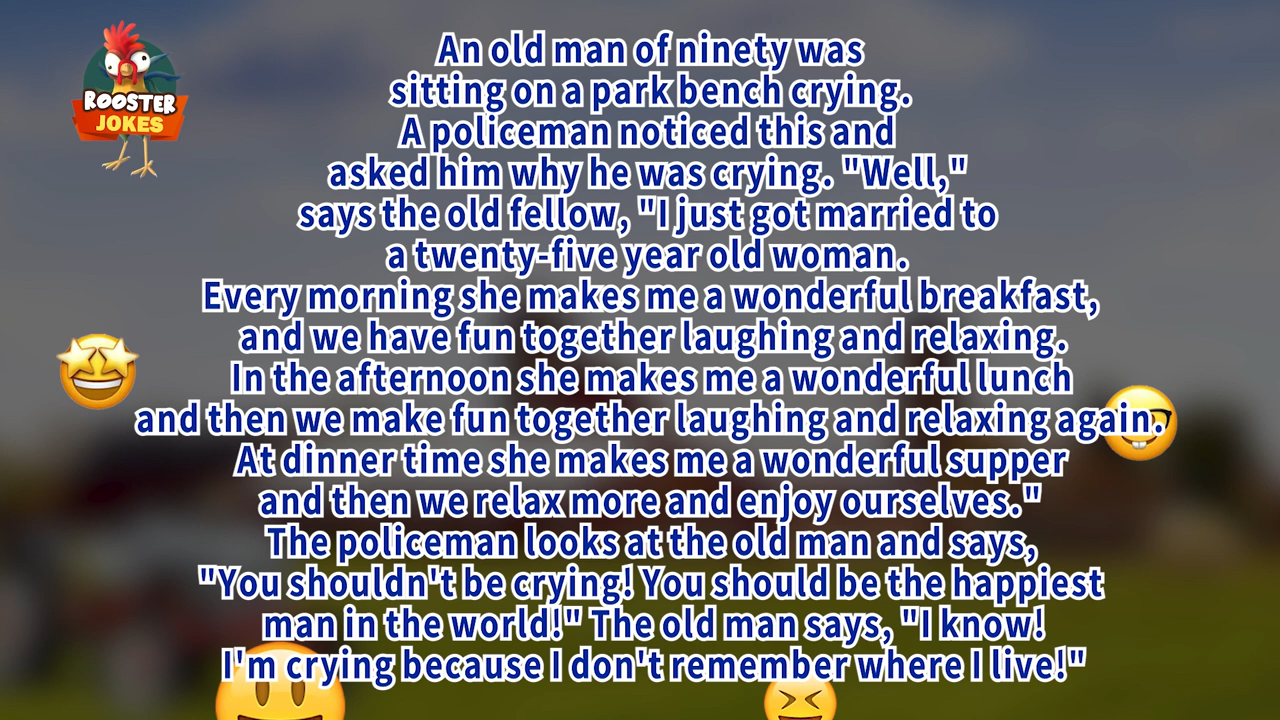 ROOSTER
JOKES
An old man of ninety was
sitting on a park bench crying.
A policeman noticed this and
asked him why he was crying. "Well,"
says the old fellow, "I just got married to
a twenty-five year old woman.
Every morning she makes me a wonderful breakfast,
and we have fun together laughing and relaxing.
In the afternoon she makes me a wonderful lunch
and then we make fun together laughing and relaxing again.
At dinner time she makes me a wonderful supper
and then we relax more and enjoy ourselves."
The policeman looks at the old man and says,
"You shouldn't be crying! You should be the happiest
man in the world!" The old man says, "I know!
I'm crying because I don't remember where I live!"